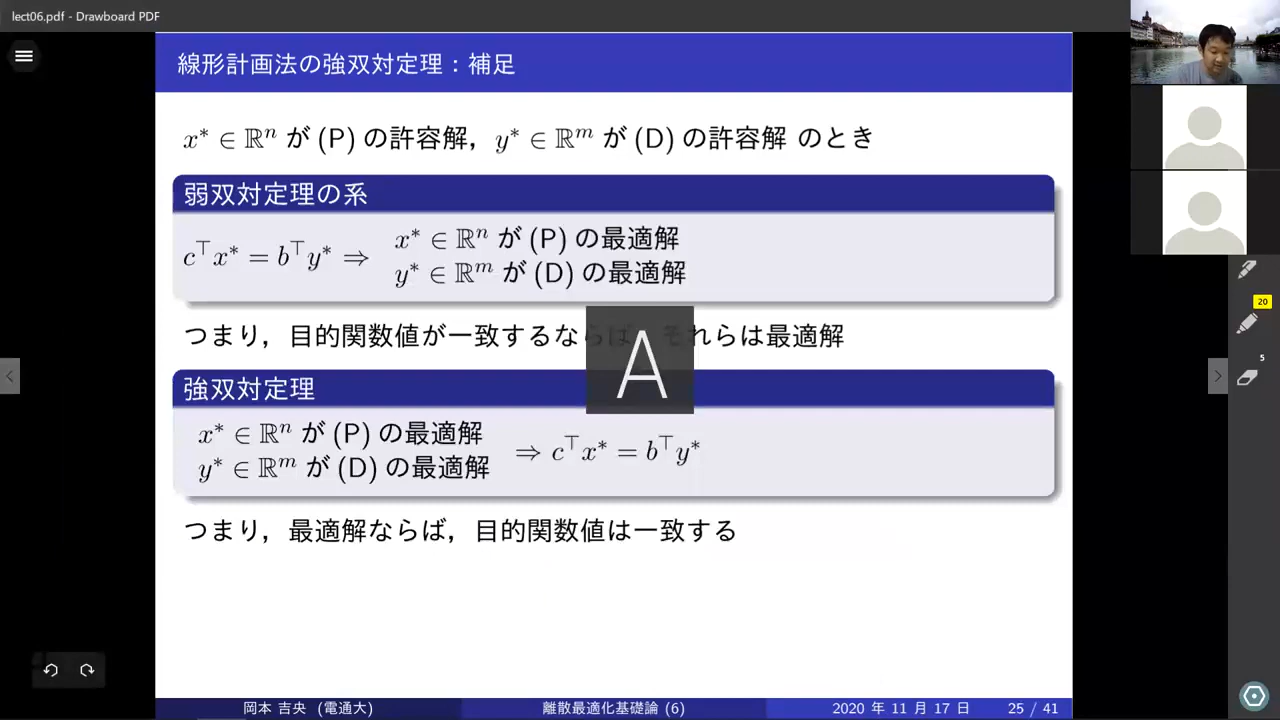 lect06.pdf - Drawboard PDF
線形計画法の強双対定理：補足
x* ∈ ℝⁿ が (P) の許容解，y* ∈ ℝᵐ が (D) の許容解 のとき
弱双対定理の系
c⊤x* = b⊤y* ⇒
x* ∈ ℝⁿ が (P) の最適解
y* ∈ ℝᵐ が (D) の最適解
つまり，目的関数値が一致するならば，それらは最適解
A
強双対定理
x* ∈ ℝⁿ が (P) の最適解
y* ∈ ℝᵐ が (D) の最適解
⇒ c⊤x* = b⊤y*
つまり，最適解ならば，目的関数値は一致する
20
5
岡本 吉央 (電通大)
離散最適化基礎論 (6)
2020 年 11 月 17 日
25 / 41